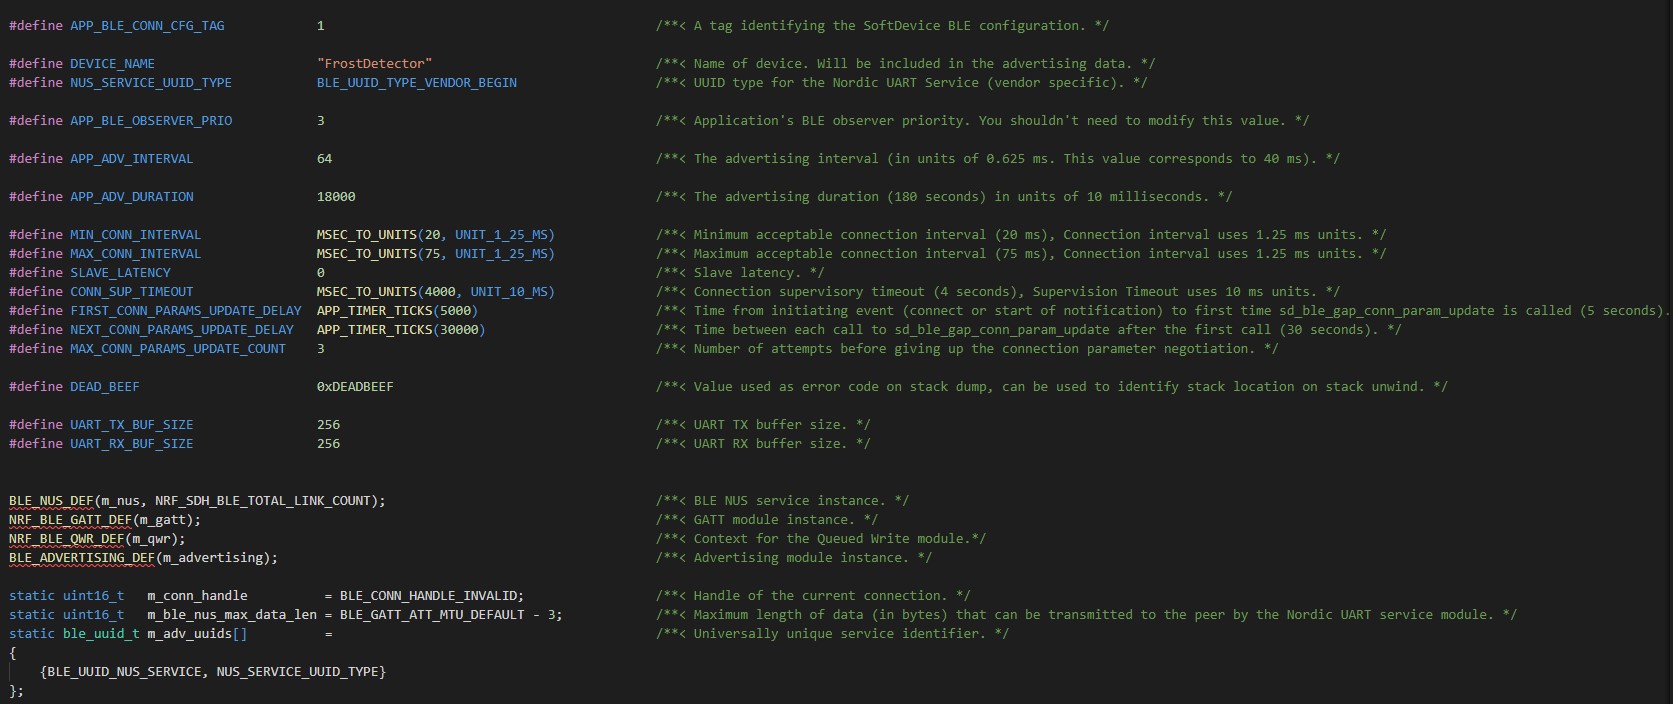 #define APP_BLE_CONN_CFG_TAG            1                                           /**< A tag identifying the SoftDevice BLE configuration. */
#define DEVICE_NAME                     "FrostDetector"                             /**< Name of device. Will be included in the advertising data. */
#define NUS_SERVICE_UUID_TYPE           BLE_UUID_TYPE_VENDOR_BEGIN                  /**< UUID type for the Nordic UART Service (vendor specific). */
#define APP_BLE_OBSERVER_PRIO           3                                           /**< Application's BLE observer priority. You shouldn't need to modify this value. */
#define APP_ADV_INTERVAL                64                                          /**< The advertising interval (in units of 0.625 ms. This value corresponds to 40 ms). */
#define APP_ADV_DURATION                18000                                       /**< The advertising duration (180 seconds) in units of 10 milliseconds. */
#define MIN_CONN_INTERVAL               MSEC_TO_UNITS(20, UNIT_1_25_MS)             /**< Minimum acceptable connection interval (20 ms), Connection interval uses 1.25 ms units. */
#define MAX_CONN_INTERVAL               MSEC_TO_UNITS(75, UNIT_1_25_MS)             /**< Maximum acceptable connection interval (75 ms), Connection interval uses 1.25 ms units. */
#define SLAVE_LATENCY                   0                                           /**< Slave latency. */
#define CONN_SUP_TIMEOUT                MSEC_TO_UNITS(4000, UNIT_10_MS)             /**< Connection supervisory timeout (4 seconds), Supervision Timeout uses 10 ms units. */
#define FIRST_CONN_PARAMS_UPDATE_DELAY  APP_TIMER_TICKS(5000)                       /**< Time from initiating event (connect or start of notification) to first time sd_ble_gap_conn_param_update is called (5 seconds).
#define NEXT_CONN_PARAMS_UPDATE_DELAY   APP_TIMER_TICKS(30000)                      /**< Time between each call to sd_ble_gap_conn_param_update after the first call (30 seconds). */
#define MAX_CONN_PARAMS_UPDATE_COUNT    3                                           /**< Number of attempts before giving up the connection parameter negotiation. */
#define DEAD_BEEF                       0xDEADBEEF                                  /**< Value used as error code on stack dump, can be used to identify stack location on stack unwind. */
#define UART_TX_BUF_SIZE                256                                         /**< UART TX buffer size. */
#define UART_RX_BUF_SIZE                256                                         /**< UART RX buffer size. */
BLE_NUS_DEF(m_nus, NRF_SDH_BLE_TOTAL_LINK_COUNT);                                   /**< BLE NUS service instance. */
NRF_BLE_GATT_DEF(m_gatt);                                                           /**< GATT module instance. */
NRF_BLE_QWR_DEF(m_qwr);                                                             /**< Context for the Queued Write module.*/
BLE_ADVERTISING_DEF(m_advertising);                                                 /**< Advertising module instance. */
static uint16_t   m_conn_handle          = BLE_CONN_HANDLE_INVALID;                 /**< Handle of the current connection. */
static uint16_t   m_ble_nus_max_data_len = BLE_GATT_ATT_MTU_DEFAULT - 3;            /**< Maximum length of data (in bytes) that can be transmitted to the peer by the Nordic UART service module. */
static ble_uuid_t m_adv_uuids[]          =                                          /**< Universally unique service identifier. */
{
    {BLE_UUID_NUS_SERVICE, NUS_SERVICE_UUID_TYPE}
};